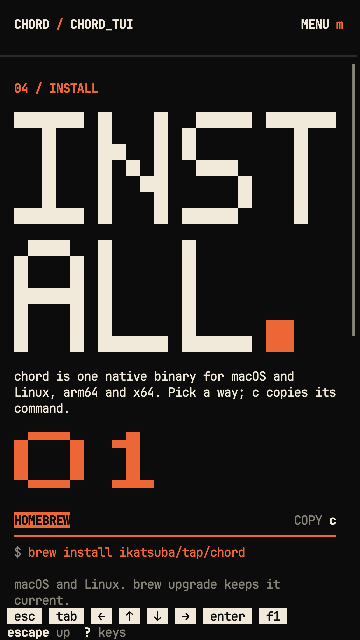 CHORD / CHORD_TUI
MENU m
04 / INSTALL
INST
ALL.
chord is one native binary for macOS and
Linux, arm64 and x64. Pick a way; c copies its
command.
01
HOMEBREW
COPY c
$ brew install ikatsuba/tap/chord
macOS and Linux. brew upgrade keeps it
current.
esc tab ← ↑ ↓ → enter f1
escape up ? keys